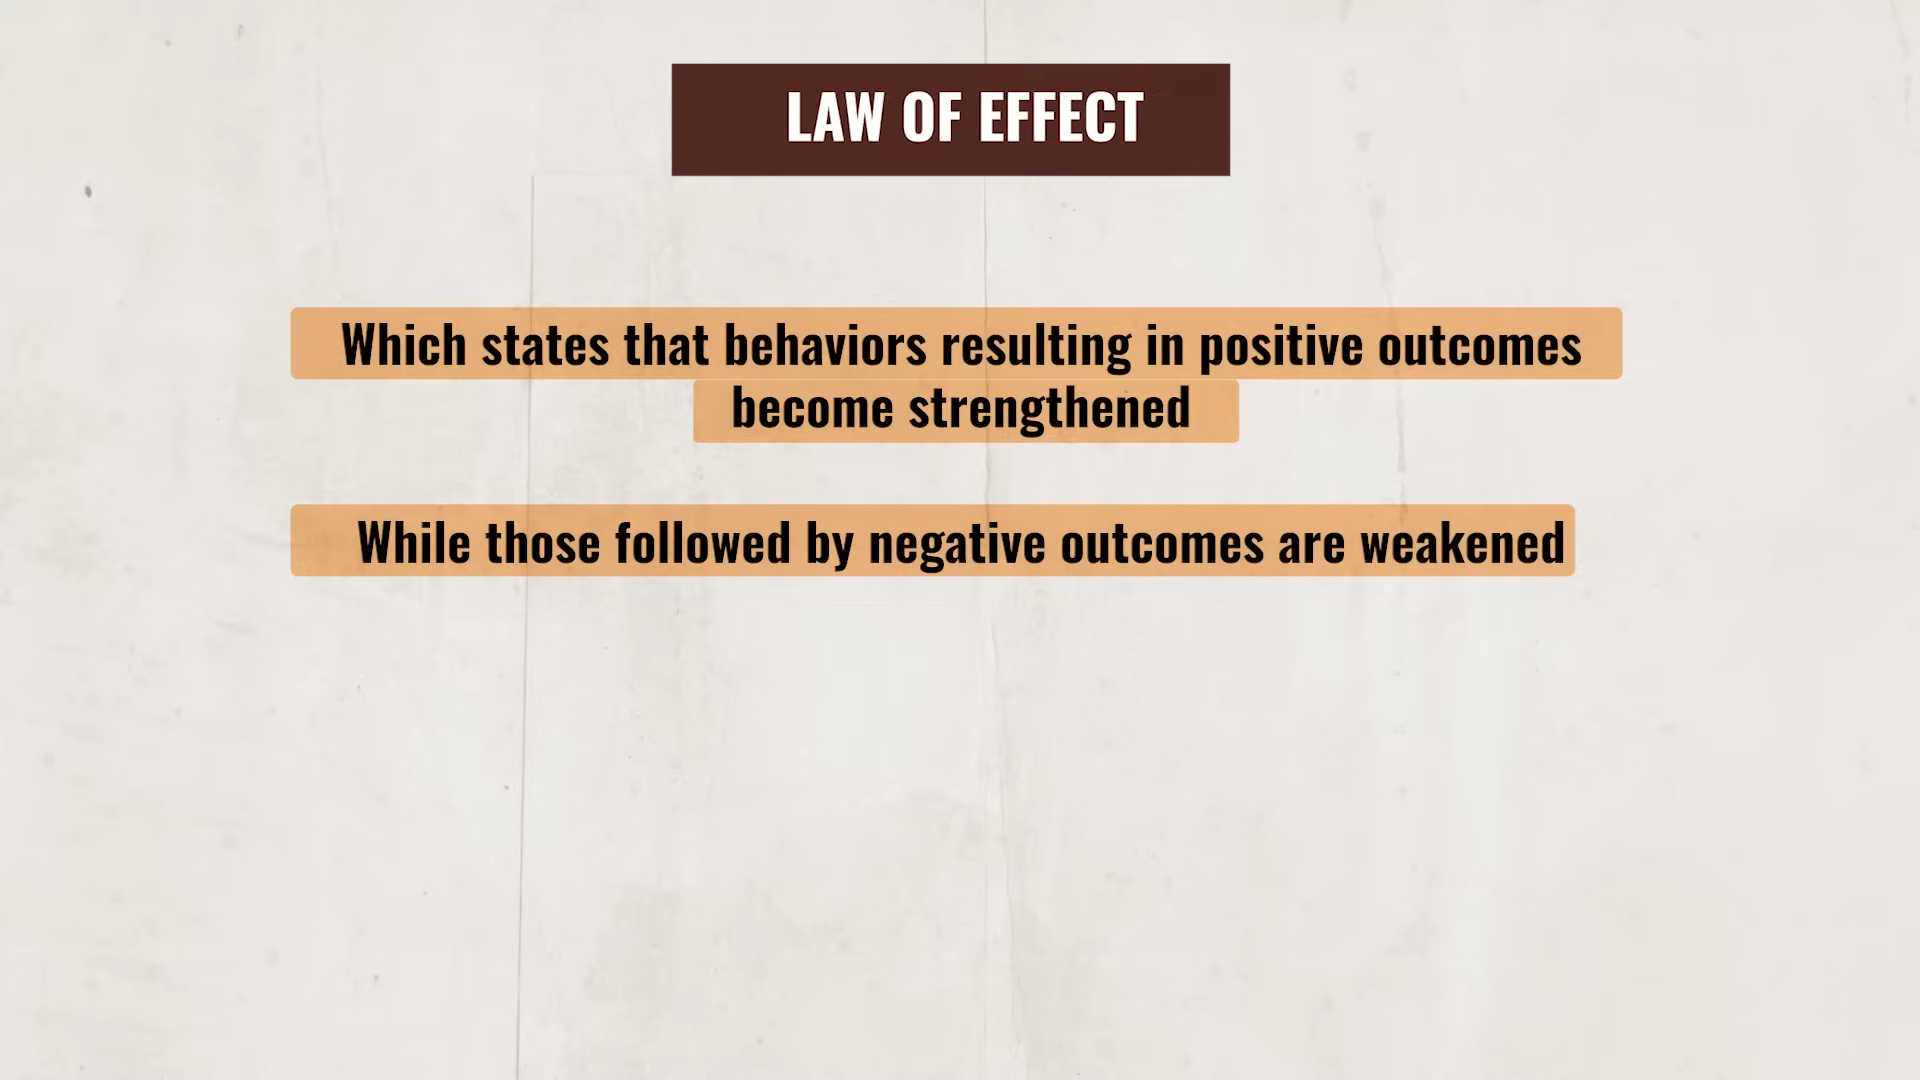 LAW OF EFFECT
Which states that behaviors resulting in positive outcomes
become strengthened
While those followed by negative outcomes are weakened